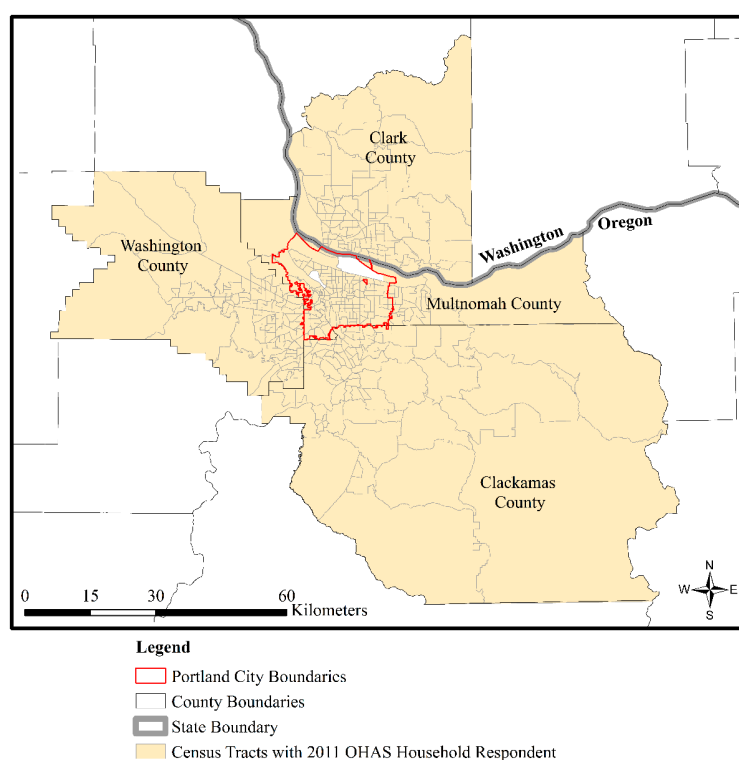 Clark
County
Washington
County
Washington
Oregon
Multnomah County
Clackamas
County
N
W E
S
0 15 30 60
Kilometers
Legend
Portland City Boundaries
County Boundaries
State Boundary
Census Tracts with 2011 OHAS Household Respondent